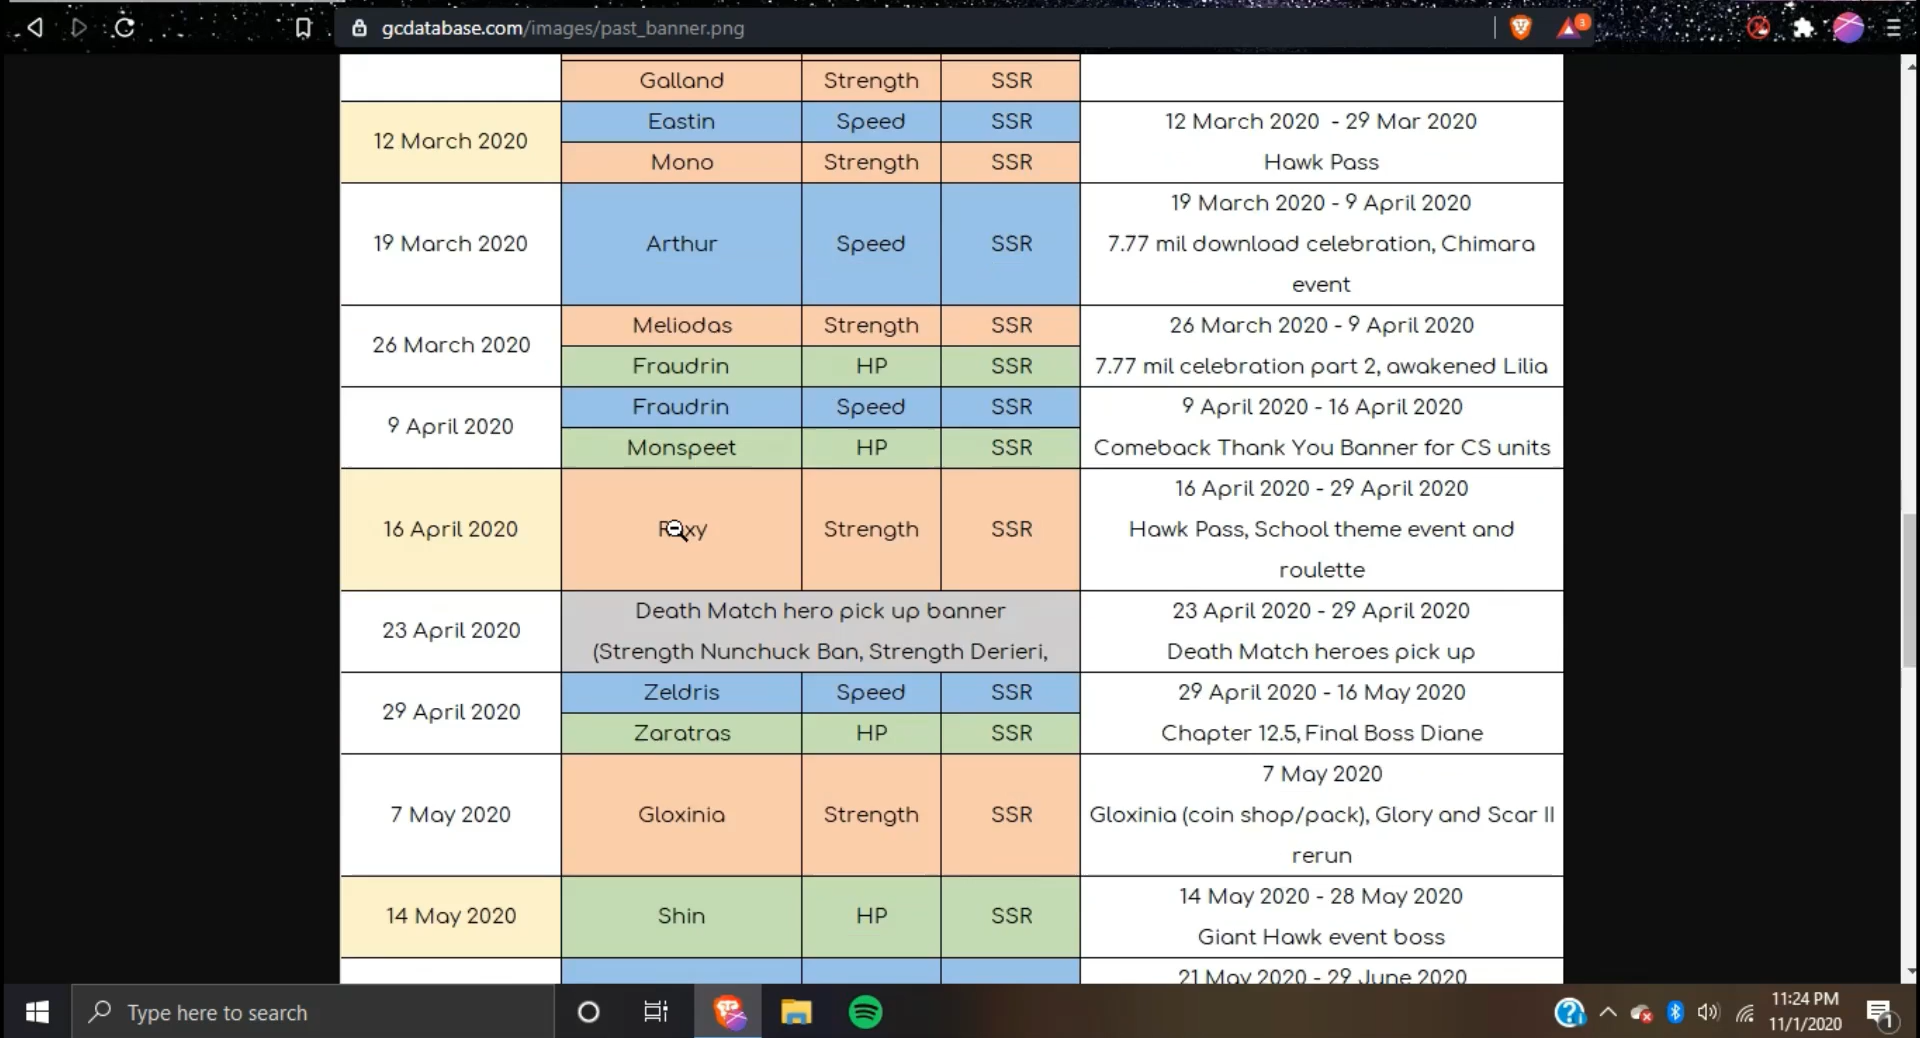 gcdatabase.com/images/past_banner.png
3
Galland Strength SSR
12 March 2020
Eastin Speed SSR
Mono Strength SSR
12 March 2020 - 29 Mar 2020
Hawk Pass
19 March 2020
Arthur Speed SSR
19 March 2020 - 9 April 2020
7.77 mil download celebration, Chimara
event
26 March 2020
Meliodas Strength SSR
Fraudrin HP SSR
26 March 2020 - 9 April 2020
7.77 mil celebration part 2, awakened Lilia
9 April 2020
Fraudrin Speed SSR
Monspeet HP SSR
9 April 2020 - 16 April 2020
Comeback Thank You Banner for CS units
16 April 2020
Strength SSR
16 April 2020 - 29 April 2020
Hawk Pass, School theme event and
roulette
23 April 2020
Death Match hero pick up banner
(Strength Nunchuck Ban, Strength Derieri,
23 April 2020 - 29 April 2020
Death Match heroes pick up
29 April 2020
Zeldris Speed SSR
Zaratras HP SSR
29 April 2020 - 16 May 2020
Chapter 12.5, Final Boss Diane
7 May 2020
Gloxinia Strength SSR
7 May 2020
Gloxinia (coin shop/pack), Glory and Scar II
rerun
14 May 2020
Shin HP SSR
14 May 2020 - 28 May 2020
Giant Hawk event boss
21 May 2020 - 29 June 2020
Type here to search
11:24 PM
11/1/2020
1